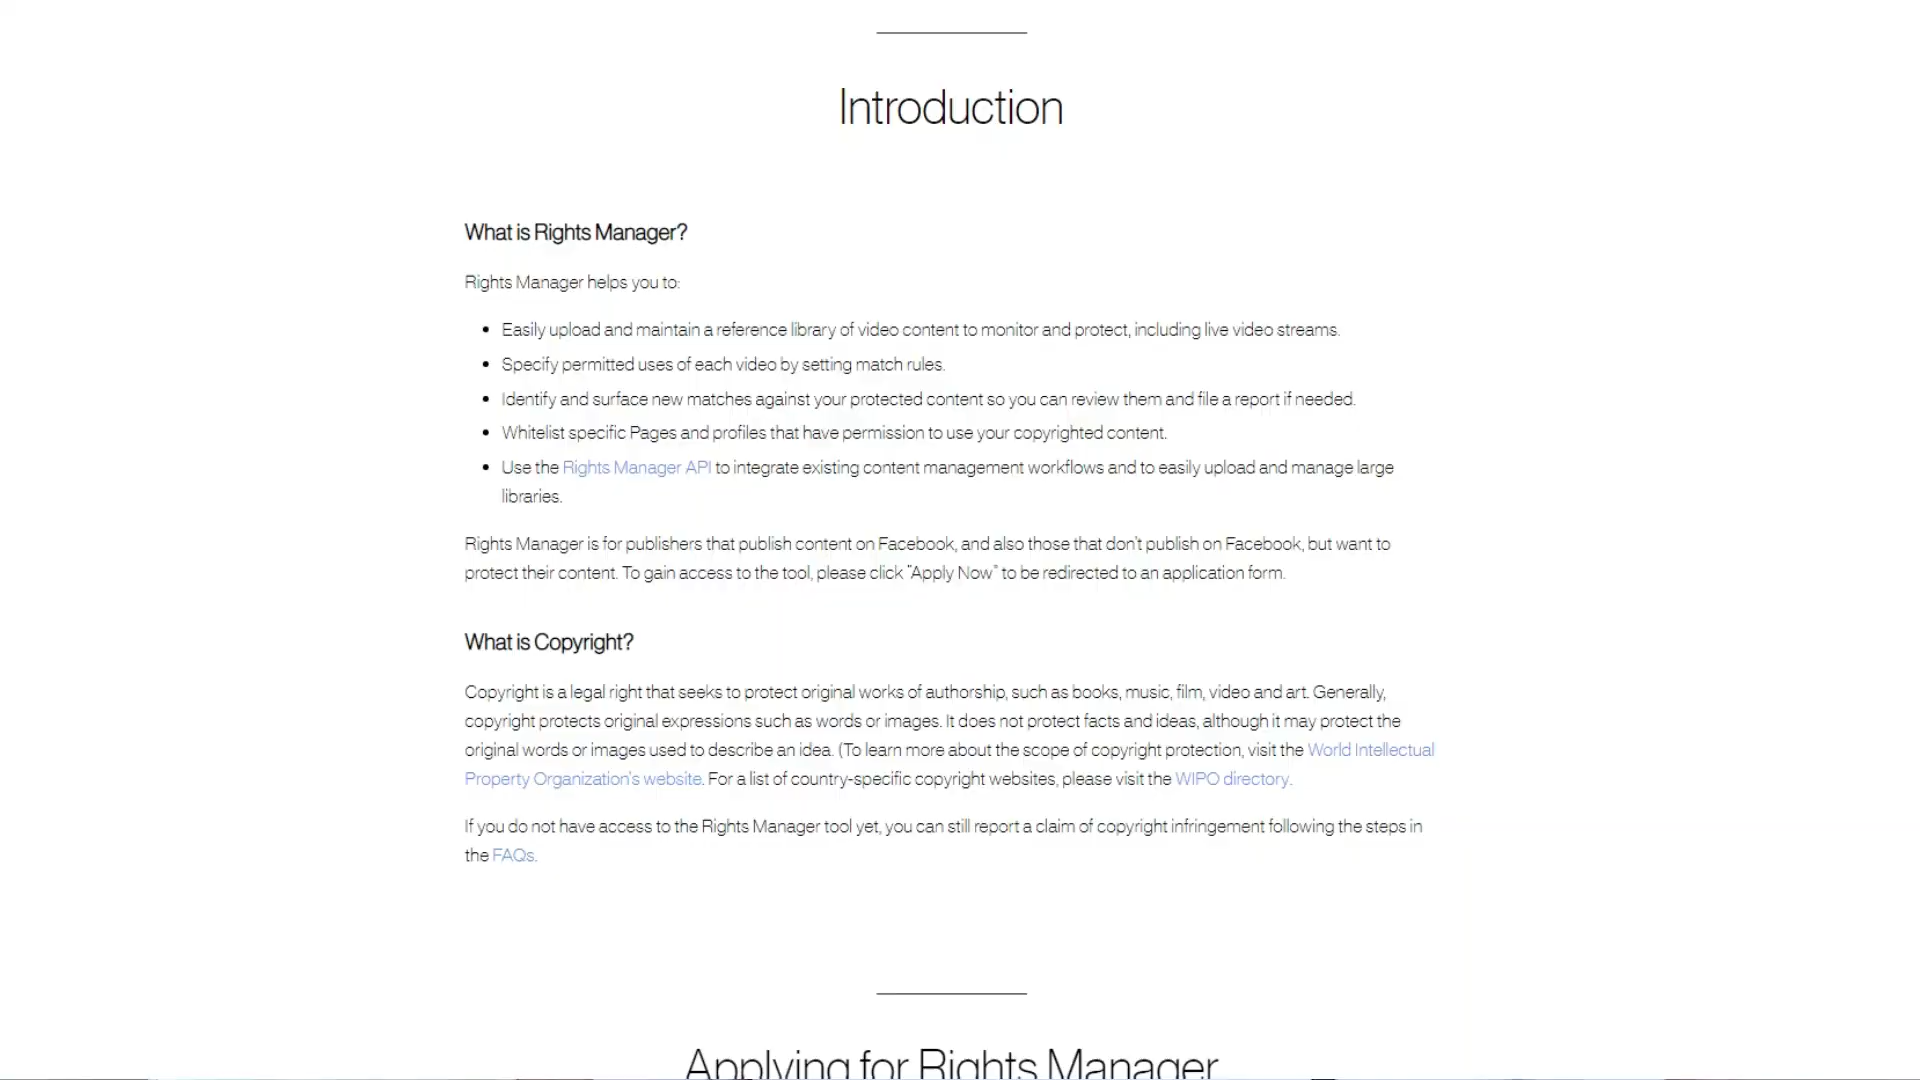 Introduction
What is Rights Manager?
Rights Manager helps you to:
• Easily upload and maintain a reference library of video content to monitor and protect, including live video streams.
• Specify permitted uses of each video by setting match rules.
• Identify and surface new matches against your protected content so you can review them and file a report if needed.
• Whitelist specific Pages and profiles that have permission to use your copyrighted content.
• Use the Rights Manager API to integrate existing content management workflows and to easily upload and manage large
libraries.
Rights Manager is for publishers that publish content on Facebook, and also those that don't publish on Facebook, but want to
protect their content. To gain access to the tool, please click "Apply Now" to be redirected to an application form.
What is Copyright?
Copyright is a legal right that seeks to protect original works of authorship, such as books, music, film, video and art. Generally,
copyright protects original expressions such as words or images. It does not protect facts and ideas, although it may protect the
original words or images used to describe an idea. (To learn more about the scope of copyright protection, visit the World Intellectual
Property Organization's website. For a list of country-specific copyright websites, please visit the WIPO directory.
If you do not have access to the Rights Manager tool yet, you can still report a claim of copyright infringement following the steps in
the FAQs.
Applying for Rights Manager